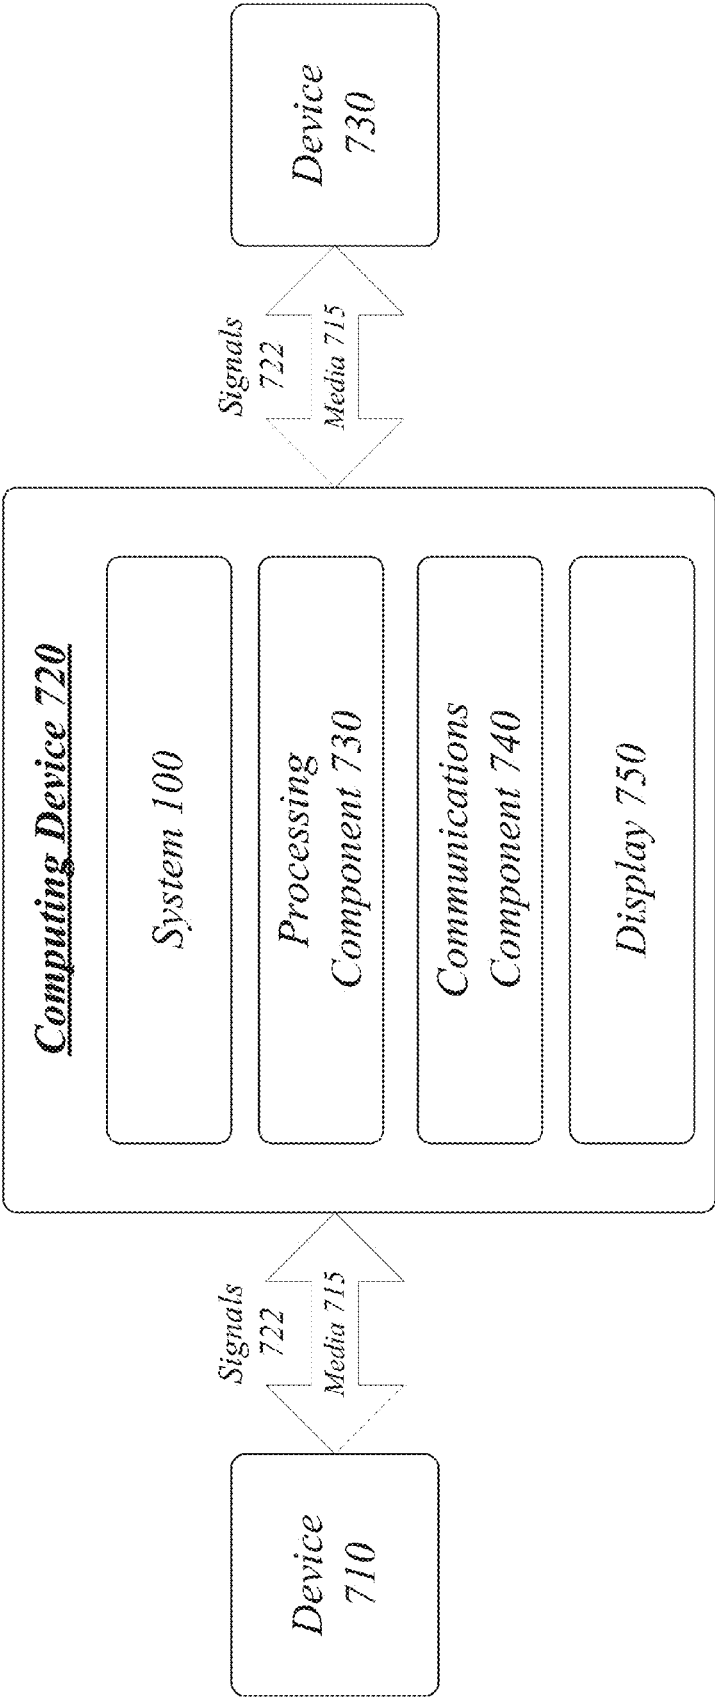 Computing Device 720
Device
710
Signals
722
Media 715
System 100
Processing
Component 730
Communications
Component 740
Display 750
Signals
722
Media 715
Device
730